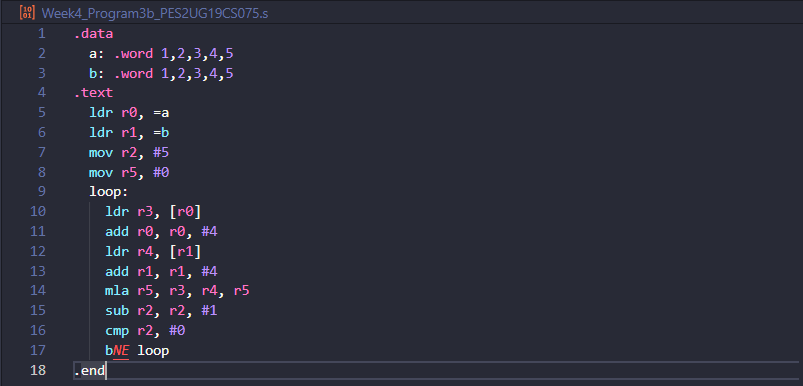 Week4_Program3b_PES2UG19CS075.s
1 .data
2 a: .word 1,2,3,4,5
3 b: .word 1,2,3,4,5
4 .text
5 ldr r0, =a
6 ldr r1, =b
7 mov r2, #5
8 mov r5, #0
9 loop:
10 ldr r3, [r0]
11 add r0, r0, #4
12 ldr r4, [r1]
13 add r1, r1, #4
14 mla r5, r3, r4, r5
15 sub r2, r2, #1
16 cmp r2, #0
17 bNE loop
18 .end